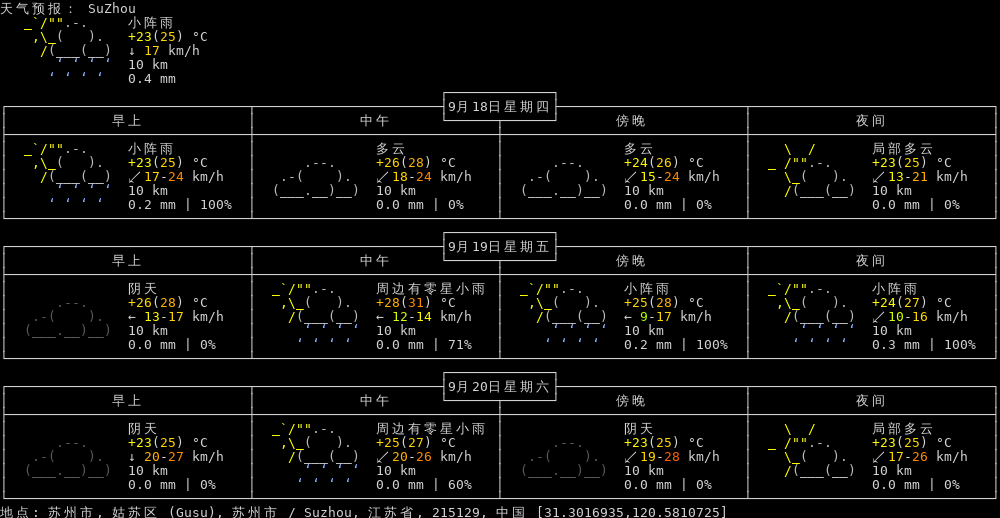 天气预报: SuZhou
小阵雨
+23(25) °C
↓ 17 km/h
10 km
0.4 mm
9月18日星期四
早上 中午 傍晚 夜间
小阵雨 多云 多云 局部多云
+23(25) °C +26(28) °C +24(26) °C +23(25) °C
↙ 17-24 km/h ↙ 18-24 km/h ↙ 15-24 km/h ↙ 13-21 km/h
10 km 10 km 10 km 10 km
0.2 mm | 100% 0.0 mm | 0% 0.0 mm | 0% 0.0 mm | 0%
9月19日星期五
早上 中午 傍晚 夜间
阴天 周边有零星小雨 小阵雨 小阵雨
+26(28) °C +28(31) °C +25(28) °C +24(27) °C
← 13-17 km/h ← 12-14 km/h ← 9-17 km/h ↙ 10-16 km/h
10 km 10 km 10 km 10 km
0.0 mm | 0% 0.0 mm | 71% 0.2 mm | 100% 0.3 mm | 100%
9月20日星期六
早上 中午 傍晚 夜间
阴天 周边有零星小雨 阴天 局部多云
+23(25) °C +25(27) °C +23(25) °C +23(25) °C
↓ 20-27 km/h ↙ 20-26 km/h ↙ 19-28 km/h ↙ 17-26 km/h
10 km 10 km 10 km 10 km
0.0 mm | 0% 0.0 mm | 60% 0.0 mm | 0% 0.0 mm | 0%
地点: 苏州市, 姑苏区 (Gusu), 苏州市 / Suzhou, 江苏省, 215129, 中国 [31.3016935,120.5810725]